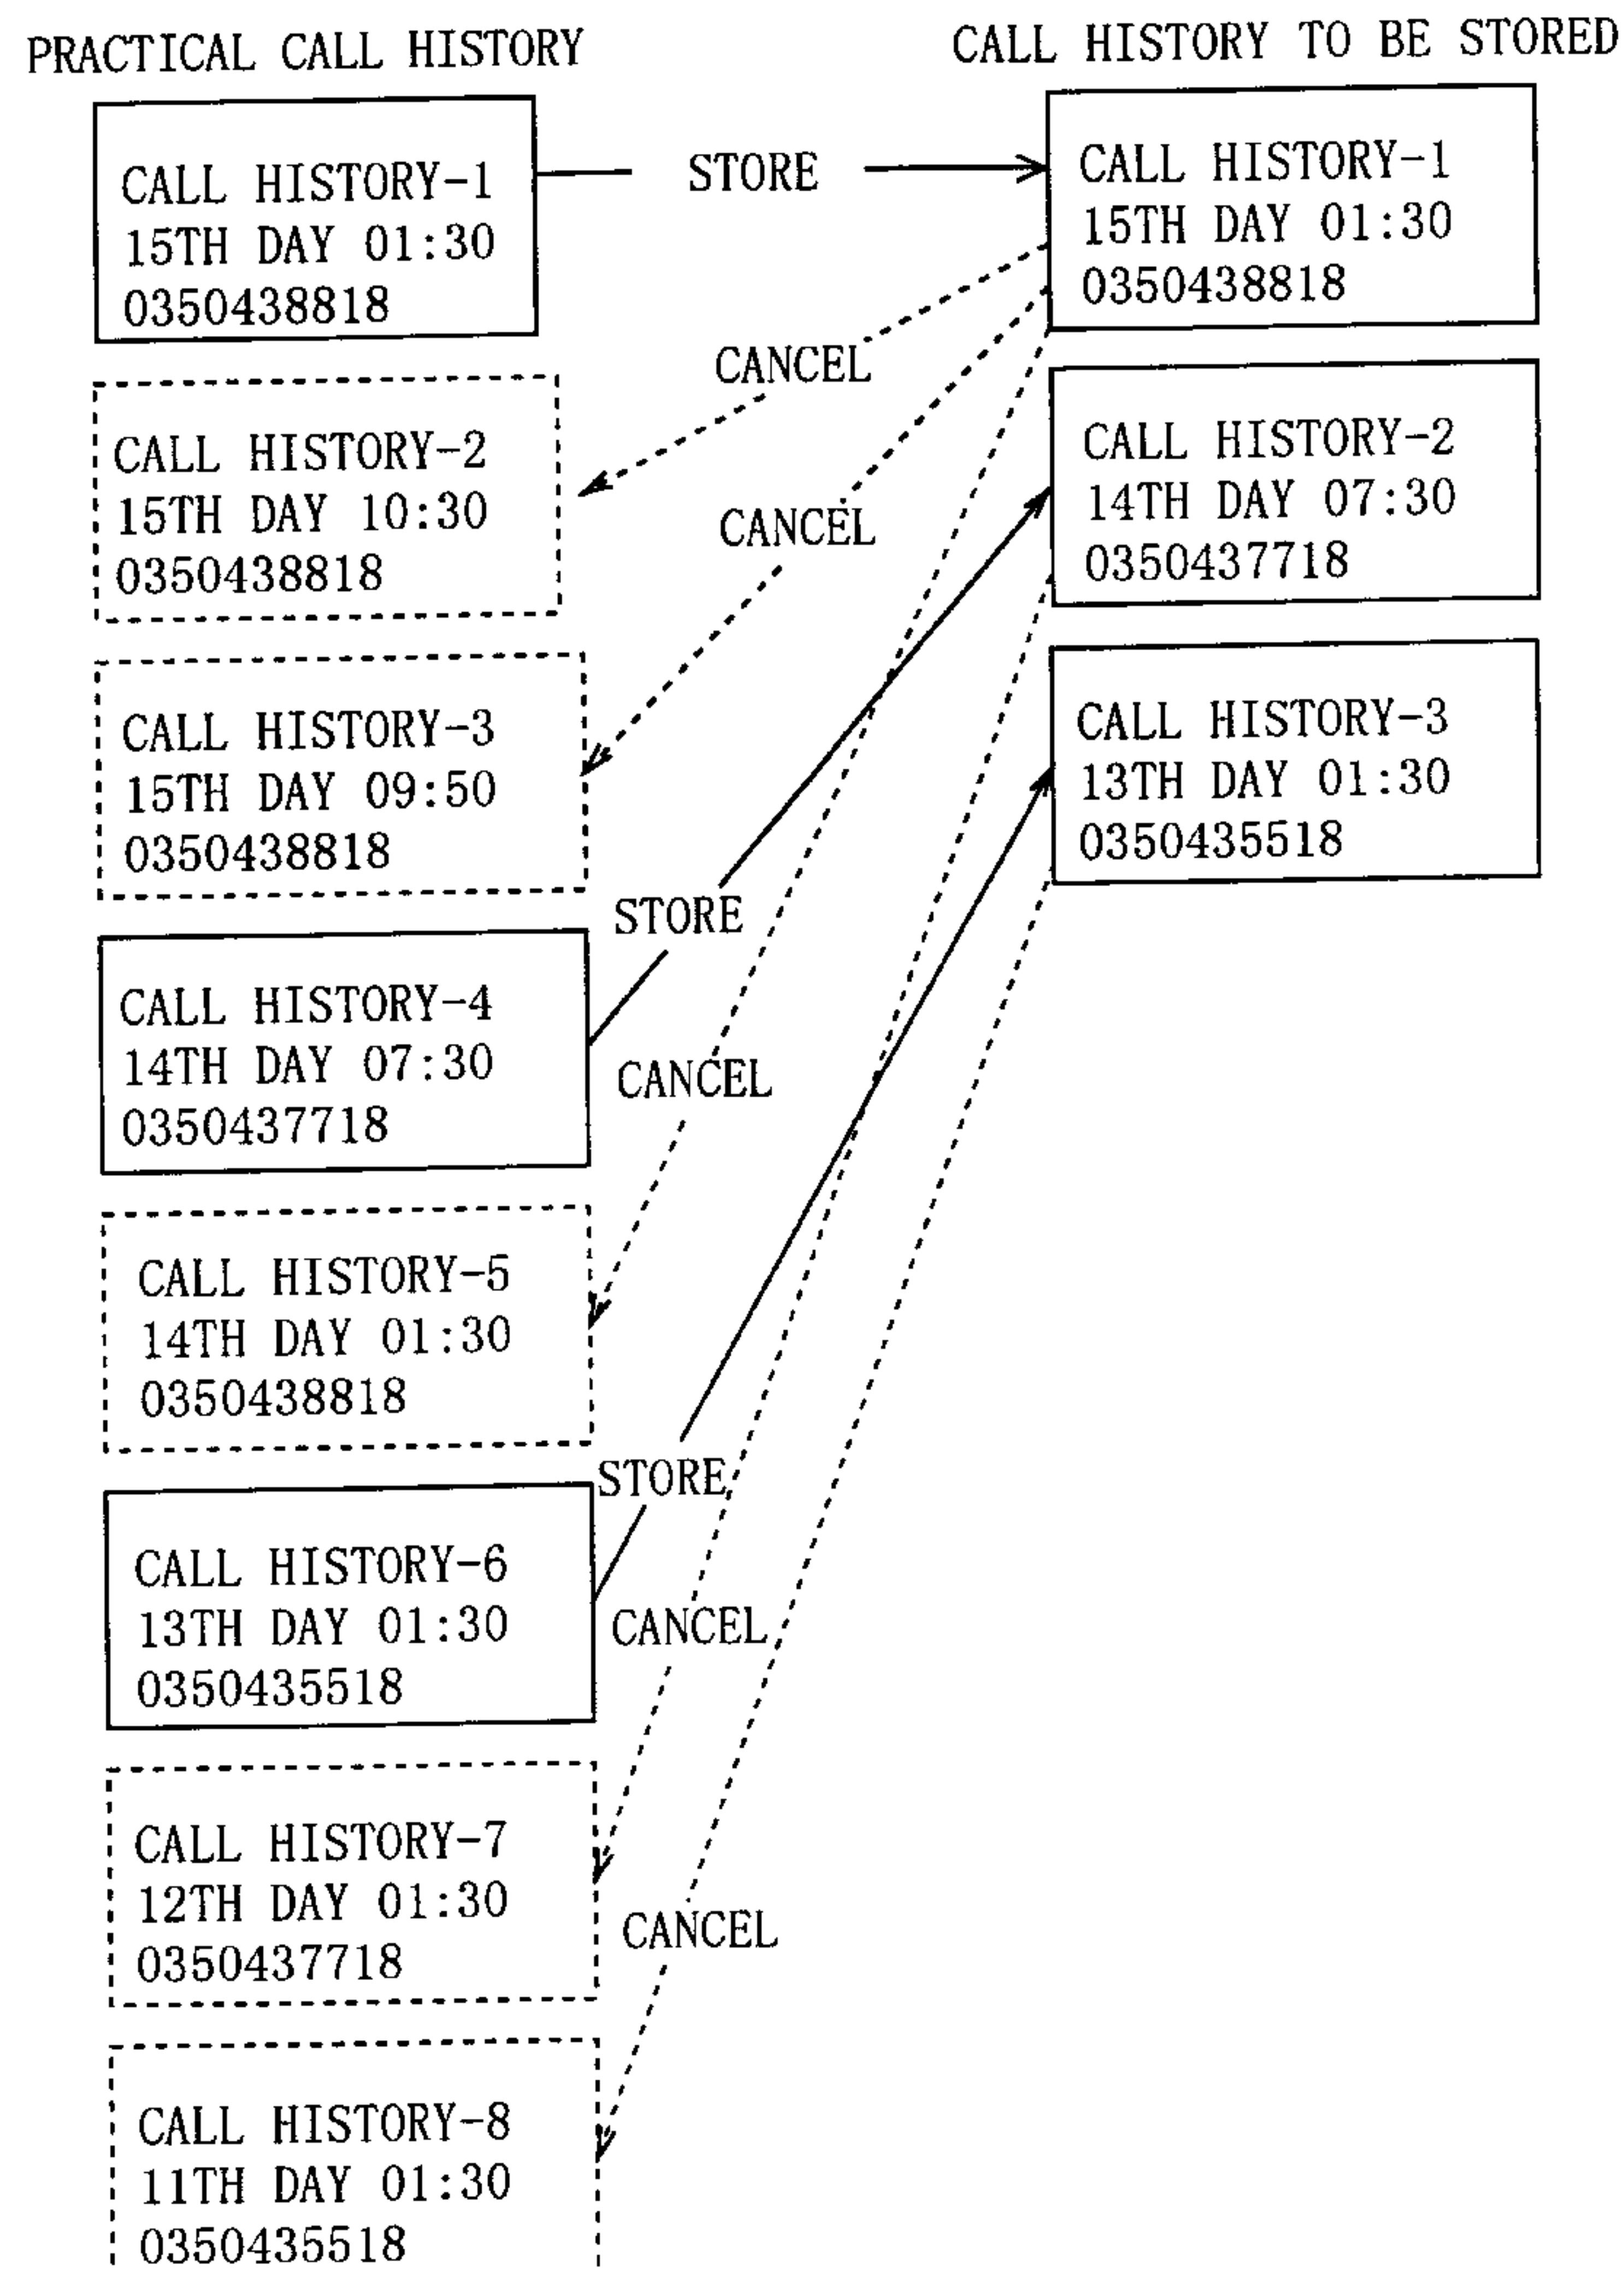 PRACTICAL CALL HISTORY
CALL HISTORY TO BE STORED
CALL HISTORY-1
15TH DAY 01:30
0350438818
STORE
CALL HISTORY-1
15TH DAY 01:30
0350438818
CANCEL
CALL HISTORY-2
15TH DAY 10:30
0350438818
CANCEL
CALL HISTORY-2
14TH DAY 07:30
0350437718
CALL HISTORY-3
15TH DAY 09:50
0350438818
CALL HISTORY-3
13TH DAY 01:30
0350435518
STORE
CALL HISTORY-4
14TH DAY 07:30
0350437718
CANCEL
CALL HISTORY-5
14TH DAY 01:30
0350438818
STORE
CALL HISTORY-6
13TH DAY 01:30
0350435518
CANCEL
CALL HISTORY-7
12TH DAY 01:30
0350437718
CANCEL
CALL HISTORY-8
11TH DAY 01:30
0350435518